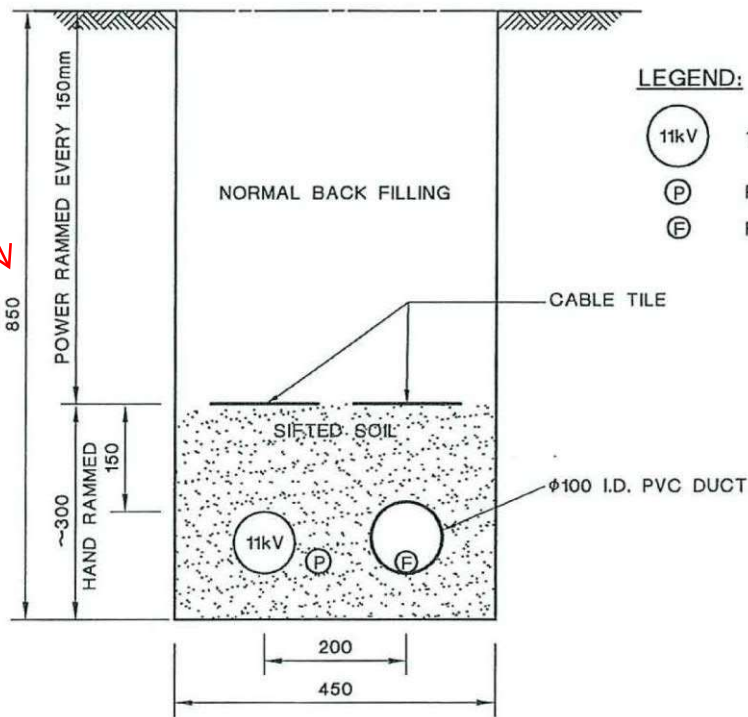 850
POWER RAMMED EVERY 150mm
LEGEND:
11kV
P
F
NORMAL BACK FILLING
CABLE TILE
SIFTED SOIL
~300
HAND RAMMED
150
φ100 I.D. PVC DUCT
11kV
P
F
200
450